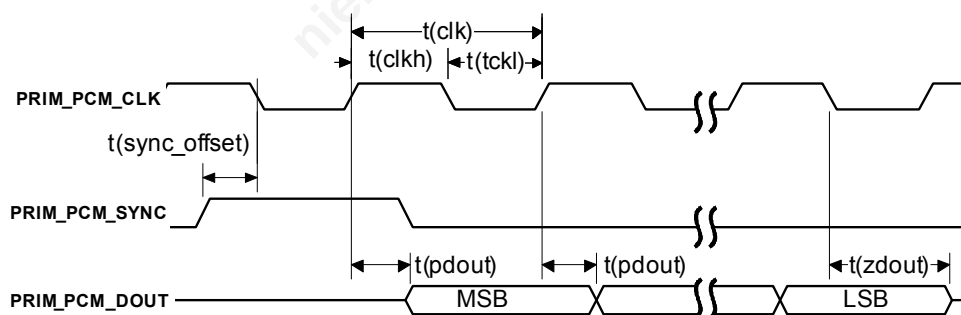 t(clk)
t(clkh)
t(tckl)
PRIM_PCM_CLK
t(sync_offset)
PRIM_PCM_SYNC
t(pdout)
t(pdout)
t(zdout)
PRIM_PCM_DOUT
MSB
LSB